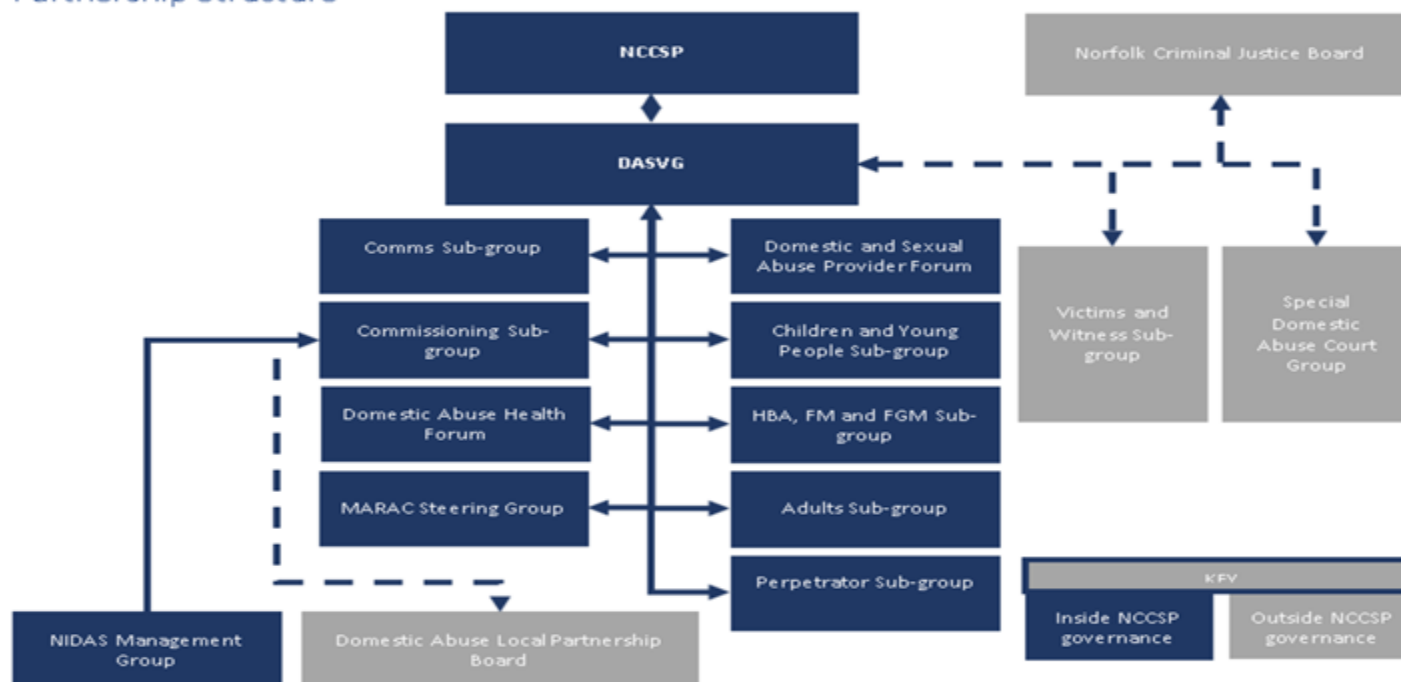 Partnership Structure
NCCSP
Norfolk Criminal Justice Board
DASVG
Comms Sub-group
Domestic and Sexual
Abuse Provider Forum
Victims and
Witness Sub-
group
Special
Domestic
Abuse Court
Group
Commissioning Sub-
group
Children and Young
People Sub-group
Domestic Abuse Health
Forum
HBA, FM and FGM Sub-
group
MARAC Steering Group
Adults Sub-group
Perpetrator Sub-group
KEY
Inside NCCSP
governance
Outside NCCSP
governance
NIDAS Management
Group
Domestic Abuse Local Partnership
Board